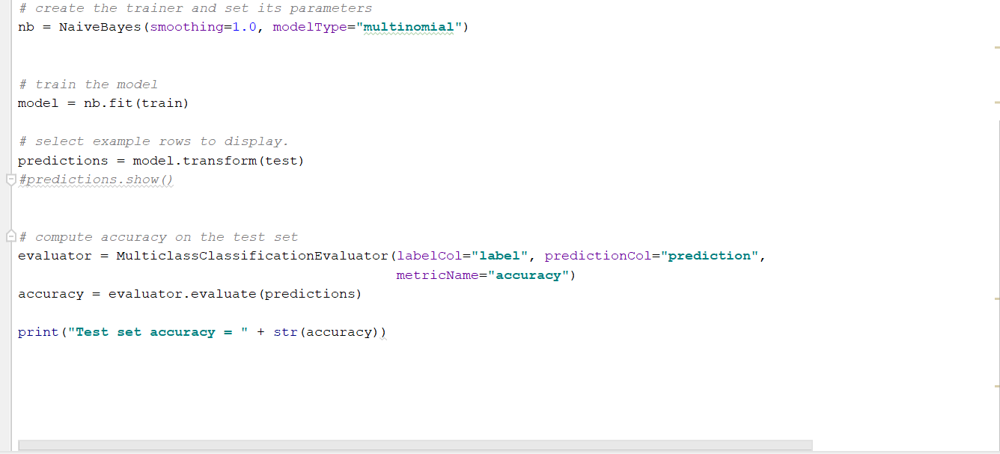 # create the trainer and set its parameters
nb = NaiveBayes(smoothing=1.0, modelType="multinomial")
# train the model
model = nb.fit(train)
# select example rows to display.
predictions = model.transform(test)
#predictions.show()
# compute accuracy on the test set
evaluator = MulticlassClassificationEvaluator(labelCol="label", predictionCol="prediction",
metricName="accuracy")
accuracy = evaluator.evaluate(predictions)
print("Test set accuracy = " + str(accuracy))